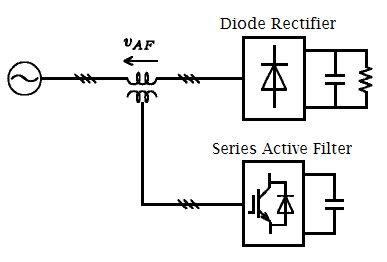 Diode Rectifier
v_AF
Series Active Filter